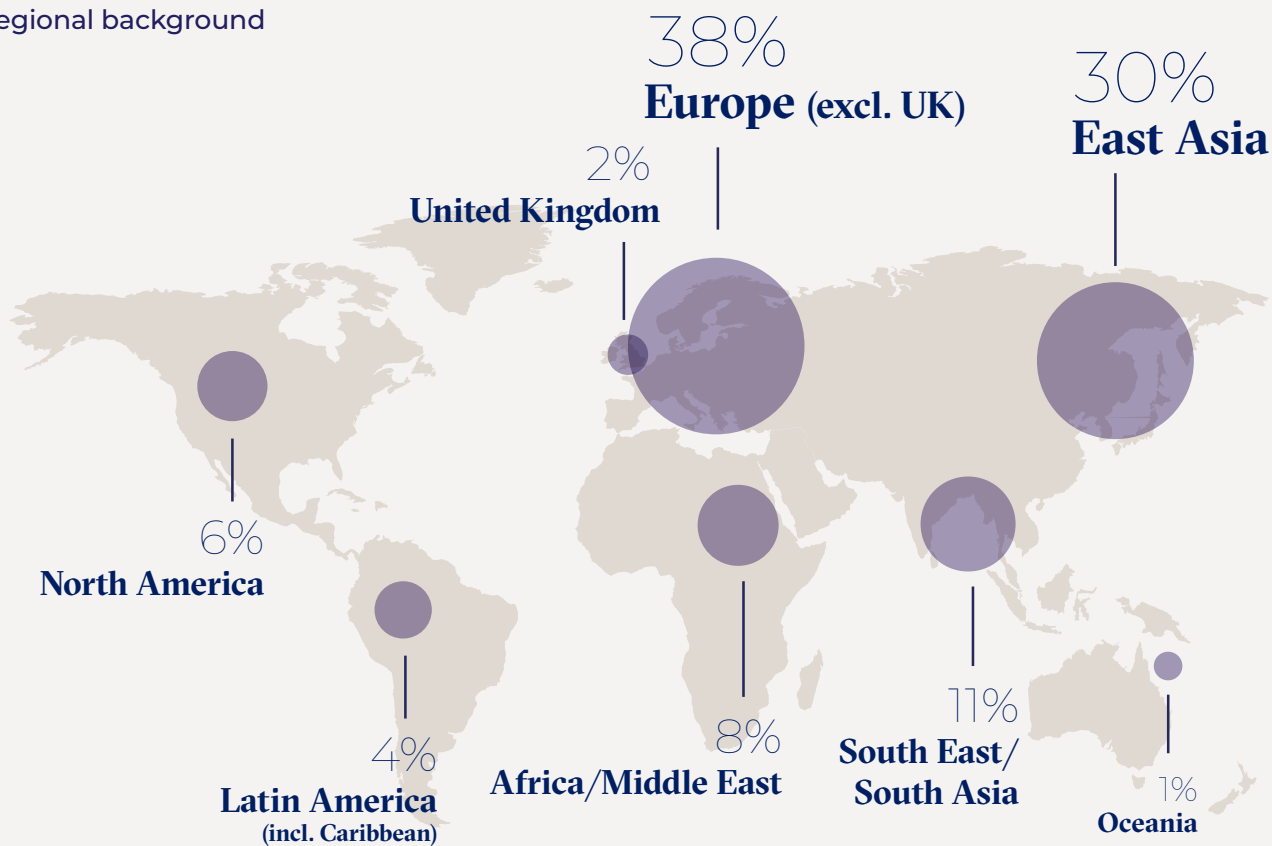 egional background
38%
Europe (excl. UK)
30%
East Asia
2%
United Kingdom
6%
North America
4%
Latin America
(incl. Caribbean)
8%
Africa/Middle East
11%
South East/
South Asia
1%
Oceania